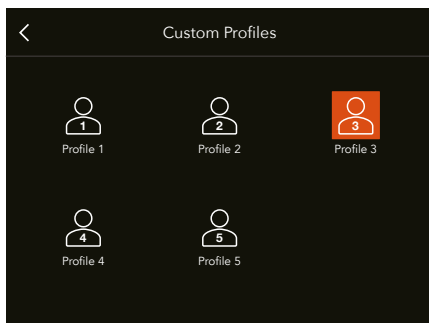 Custom Profiles
1
2
3
Profile 1
Profile 2
Profile 3
4
5
Profile 4
Profile 5